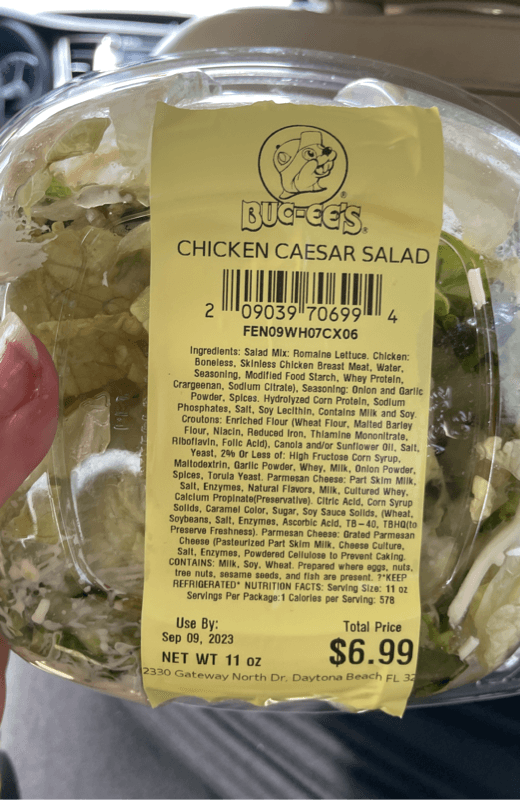 BUC-EE'S®
CHICKEN CAESAR SALAD
2 09039 70699 4
FEN09WH07CX06
Ingredients: Salad Mix: Romaine Lettuce. Chicken:
Boneless, Skinless Chicken Breast Meat, Water,
Seasoning, Modified Food Starch, Whey Protein,
Crargeenan, Sodium Citrate), Seasoning: Onion and Garlic
Powder, Spices. Hydrolyzed Corn Protein, Sodium
Phosphates, Salt, Soy Lecithin, Contains Milk and Soy.
Croutons: Enriched Flour (Wheat Flour, Malted Barley
Flour, Niacin, Reduced Iron, Thiamine Mononitrate,
Riboflavin, Folic Acid), Canola and/or Sunflower Oil, Salt,
Yeast, 2% Or Less of: High Fructose Corn Syrup,
Maltodextrin, Garlic Powder, Whey, Milk, Onion Powder,
Spices, Torula Yeast. Parmesan Cheese: Part Skim Milk,
Salt, Enzymes, Natural Flavors, Milk, Cultured Whey,
Calcium Propinate(Preservative). Citric Acid, Corn Syrup
Solids, Caramel Color, Sugar, Soy Sauce Solids, (Wheat,
Soybeans, Salt, Enzymes, Ascorbic Acid, TB-40, TBHQ(to
Preserve Freshness). Parmesan Cheese: Grated Parmesan
Cheese (Pasteurized Part Skim Milk, Cheese Culture,
Salt, Enzymes, Powdered Cellulose to Prevent Caking.
CONTAINS: Milk, Soy, Wheat. Prepared where eggs, nuts,
tree nuts, sesame seeds, and fish are present. ?*KEEP
REFRIGERATED* NUTRITION FACTS: Serving Size: 11 oz
Servings Per Package:1 Calories per Serving: 578
Use By:
Sep 09, 2023
Total Price
$6.99
NET WT 11 oz
2330 Gateway North Dr. Daytona Beach FL 32